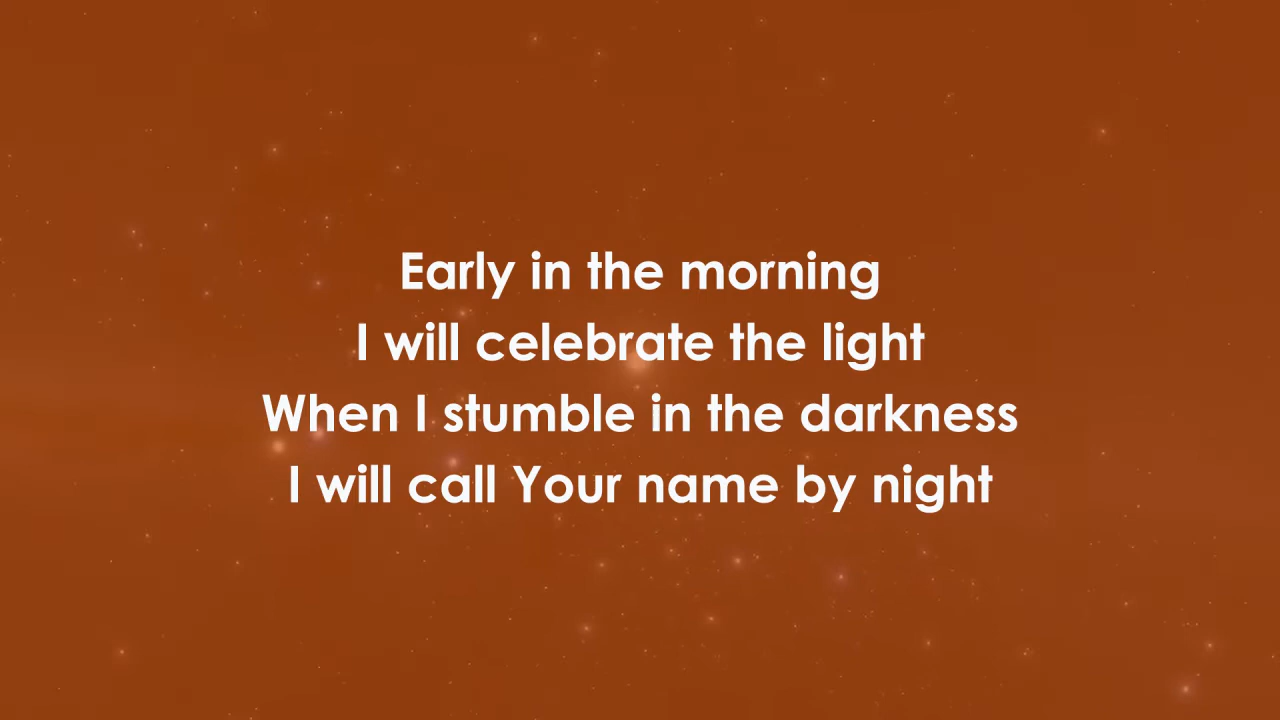 Early in the morning
I will celebrate the light
When I stumble in the darkness
I will call Your name by night